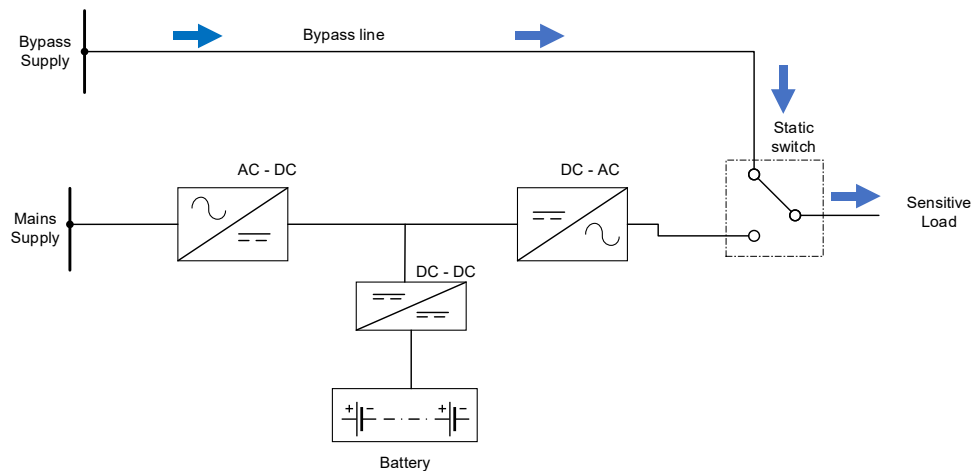 Bypass
Supply
Bypass line
Static
switch
AC - DC
DC - AC
Mains
Supply
Sensitive
Load
DC - DC
+ - + -
Battery